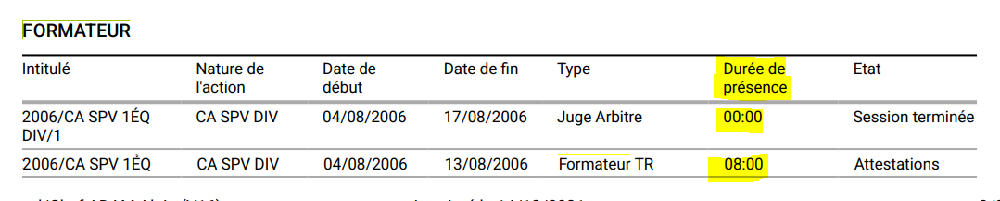 FORMATEUR
Intitulé Nature de l'action Date de début Date de fin Type Durée de présence Etat
2006/CA SPV 1ÉQ DIV/1 CA SPV DIV 04/08/2006 17/08/2006 Juge Arbitre 00:00 Session terminée
2006/CA SPV 1ÉQ CA SPV DIV 04/08/2006 13/08/2006 Formateur TR 08:00 Attestations